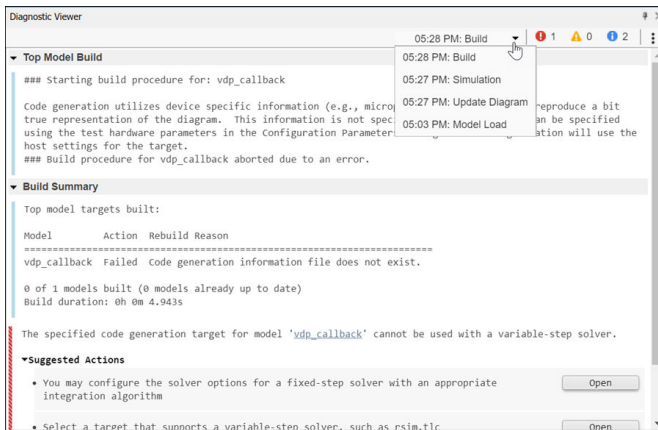 Diagnostic Viewer
05:28 PM: Build 1 0 2
05:28 PM: Build
05:27 PM: Simulation
05:27 PM: Update Diagram
05:03 PM: Model Load
Top Model Build
### Starting build procedure for: vdp_callback
Code generation utilizes device specific information (e.g., reproduce a bit
true representation of the diagram. This information is not an be specified
using the test hardware parameters in the Configuration will use the
host settings for the target.
### Build procedure for vdp_callback aborted due to an error.
Build Summary
Top model targets built:
Model Action Rebuild Reason
===========================================================================
vdp_callback Failed Code generation information file does not exist.
0 of 1 models built (0 models already up to date)
Build duration: 0h 0m 4.943s
The specified code generation target for model 'vdp_callback' cannot be used with a variable-step solver.
Suggested Actions
• You may configure the solver options for a fixed-step solver with an appropriate Open
integration algorithm
• Select a target that supports a variable-step solver, such as rsim.tlc Open